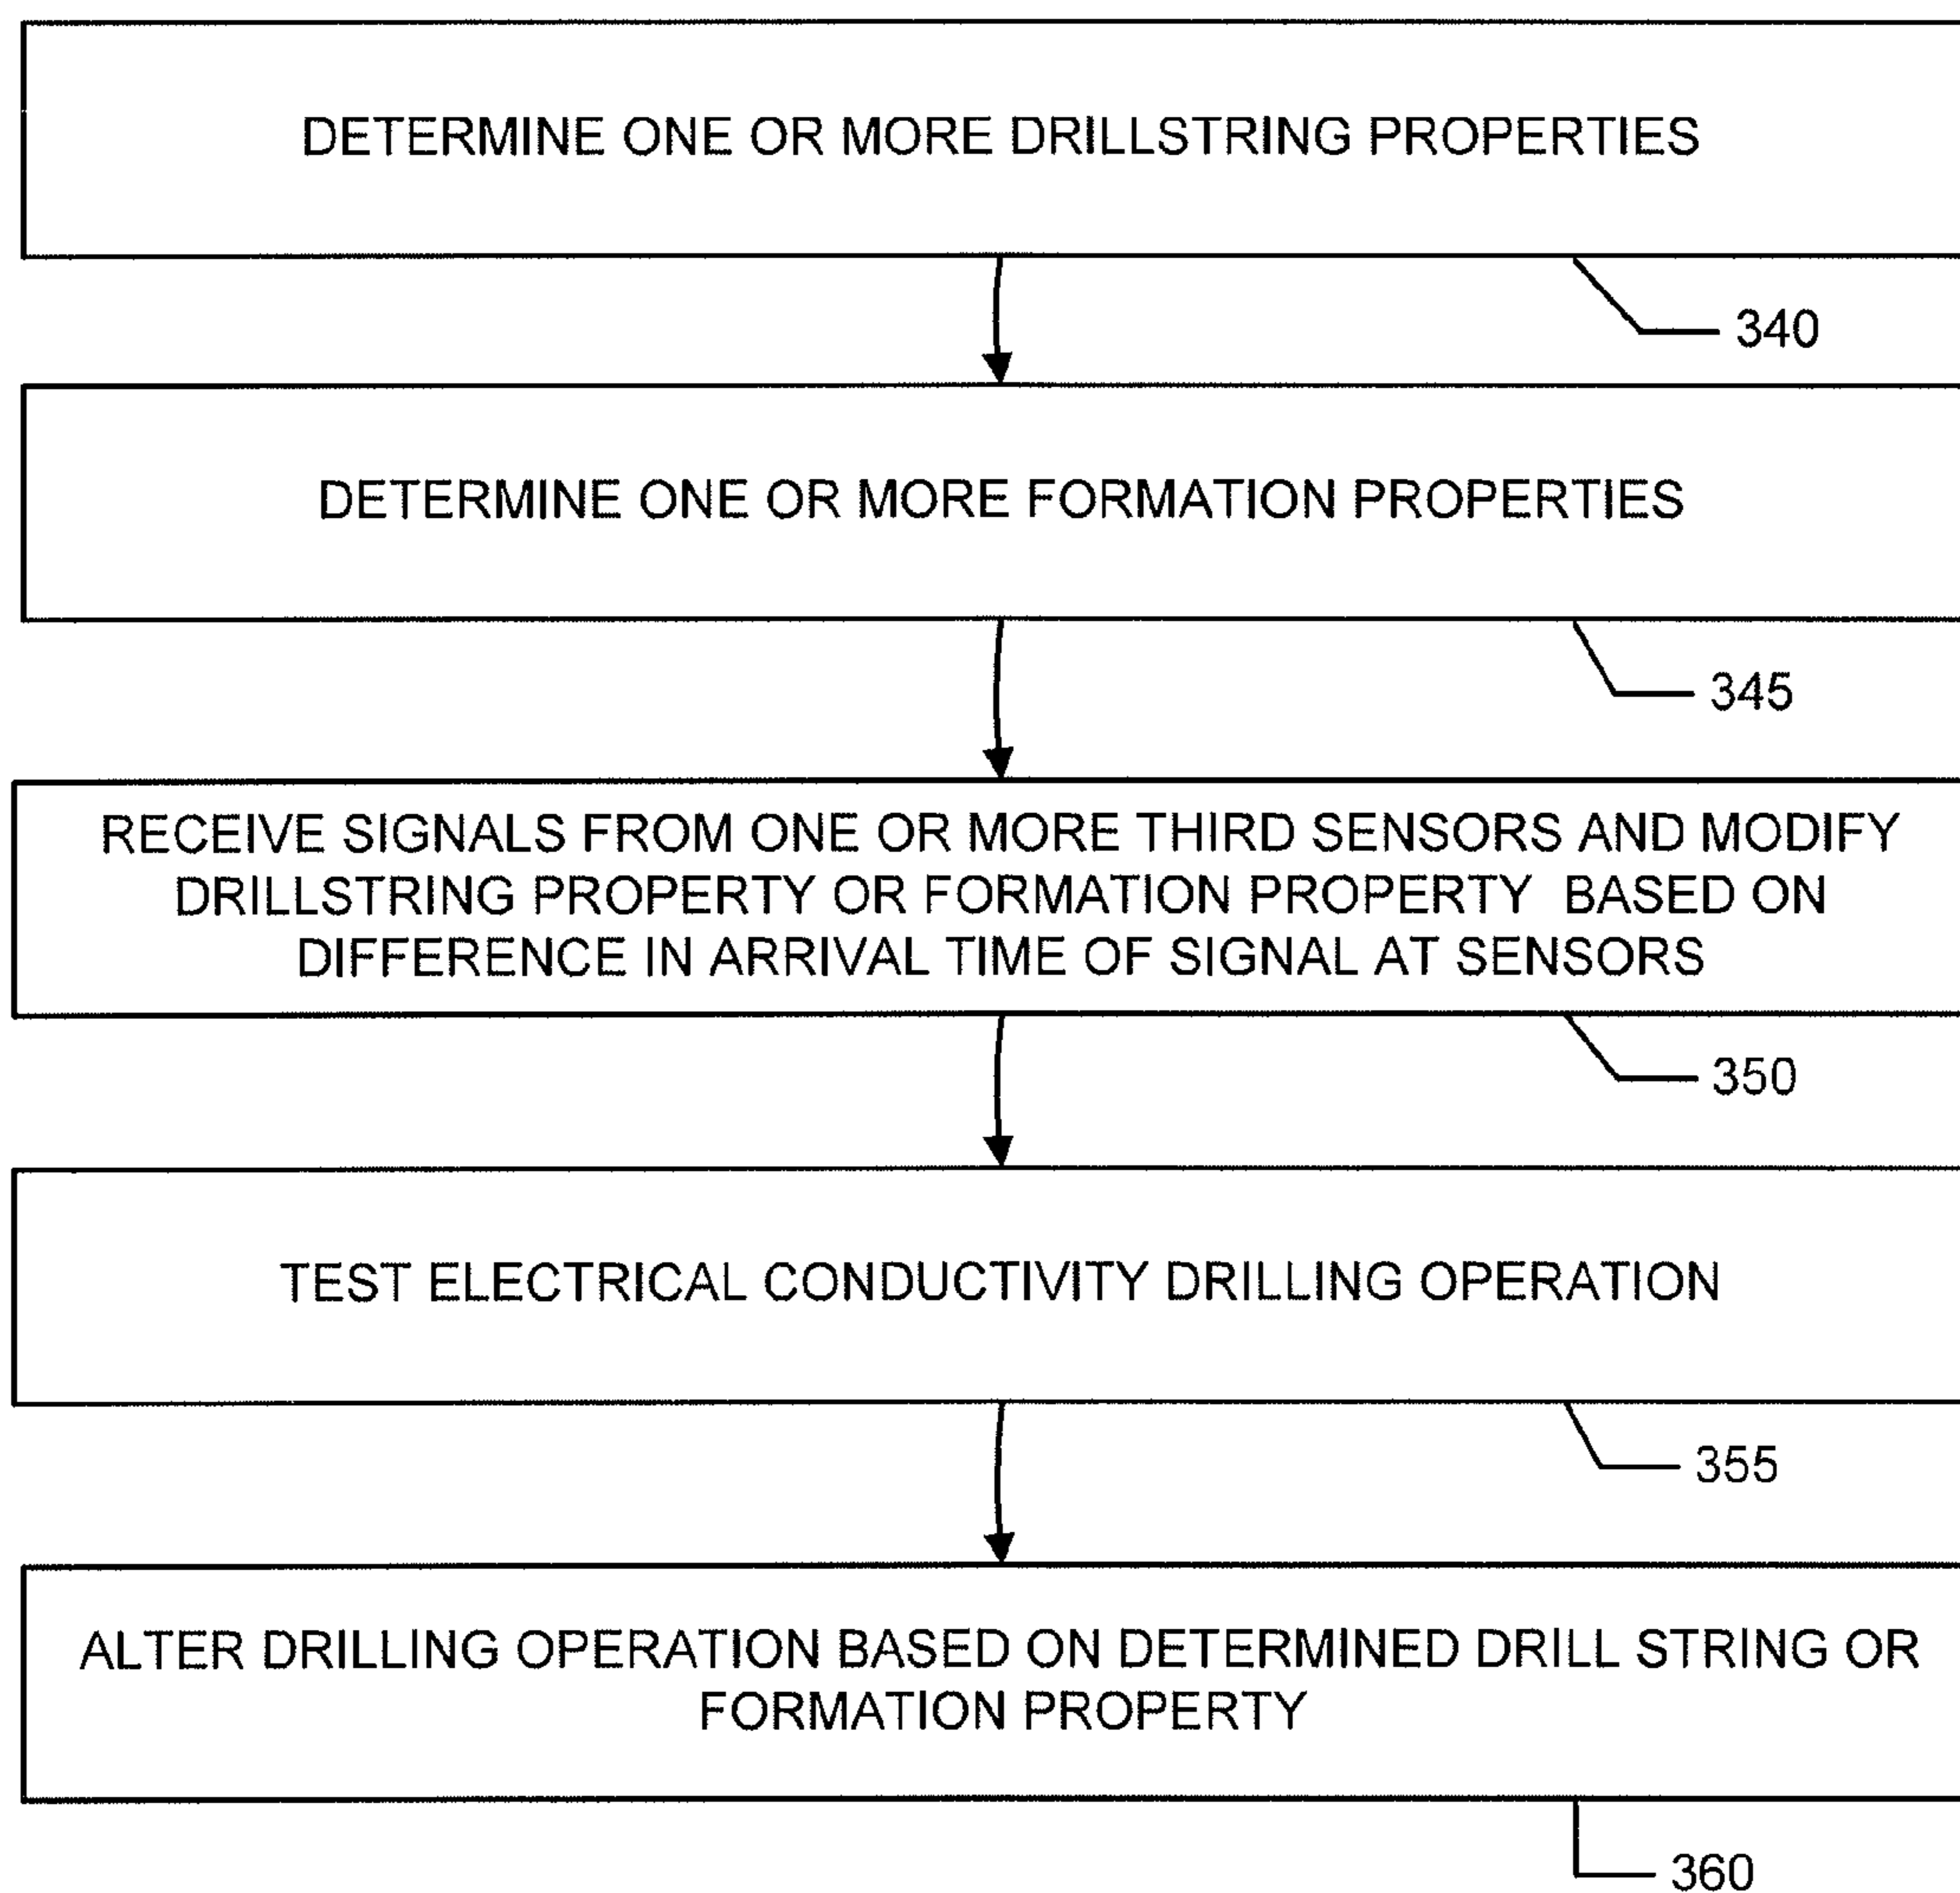 DETERMINE ONE OR MORE DRILLSTRING PROPERTIES
340
DETERMINE ONE OR MORE FORMATION PROPERTIES
345
RECEIVE SIGNALS FROM ONE OR MORE THIRD SENSORS AND MODIFY
DRILLSTRING PROPERTY OR FORMATION PROPERTY BASED ON
DIFFERENCE IN ARRIVAL TIME OF SIGNAL AT SENSORS
350
TEST ELECTRICAL CONDUCTIVITY DRILLING OPERATION
355
ALTER DRILLING OPERATION BASED ON DETERMINED DRILL STRING OR
FORMATION PROPERTY
360